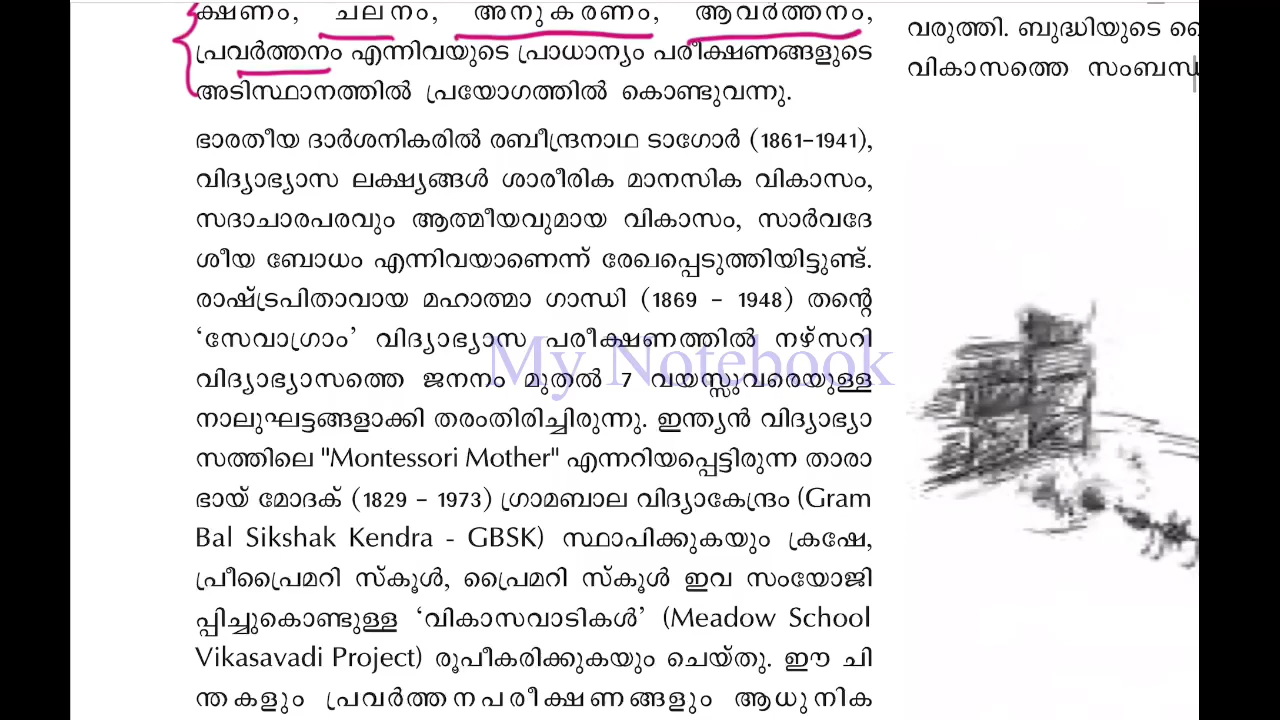 ക്ഷണം, ചലനം, അനുകരണം, ആവർത്തനം,
പ്രവർത്തനം എന്നിവയുടെ പ്രാധാന്യം പരീക്ഷണങ്ങളുടെ
അടിസ്ഥാനത്തിൽ പ്രയോഗത്തിൽ കൊണ്ടുവന്നു.
ഭാരതീയ ദാർശനികരിൽ രബീന്ദ്രനാഥ ടാഗോർ (1861-1941),
വിദ്യാഭ്യാസ ലക്ഷ്യങ്ങൾ ശാരീരിക മാനസിക വികാസം,
സദാചാരപരവും ആത്മീയവുമായ വികാസം, സാർവദേ
ശീയ ബോധം എന്നിവയാണെന്ന് രേഖപ്പെടുത്തിയിട്ടുണ്ട്.
രാഷ്ട്രപിതാവായ മഹാത്മാ ഗാന്ധി (1869 - 1948) തന്റെ
‘സേവാഗ്രാം’ വിദ്യാഭ്യാസ പരീക്ഷണത്തിൽ നഴ്സറി
വിദ്യാഭ്യാസത്തെ ജനനം മുതൽ 7 വയസ്സുവരെയുള്ള
നാലുഘട്ടങ്ങളാക്കി തരംതിരിച്ചിരുന്നു. ഇന്ത്യൻ വിദ്യാഭ്യാ
സത്തിലെ "Montessori Mother" എന്നറിയപ്പെട്ടിരുന്ന താരാ
ഭായ് മോദക് (1829 - 1973) ഗ്രാമബാല വിദ്യാകേന്ദ്രം (Gram
Bal Sikshak Kendra - GBSK) സ്ഥാപിക്കുകയും ക്രഷേ,
പ്രീപ്രൈമറി സ്കൂൾ, പ്രൈമറി സ്കൂൾ ഇവ സംയോജി
പ്പിച്ചുകൊണ്ടുള്ള ‘വികാസവാടികൾ’ (Meadow School
Vikasavadi Project) രൂപീകരിക്കുകയും ചെയ്തു. ഈ ചി
ന്തകളും പ്രവർത്തനപരീക്ഷണങ്ങളും ആധുനിക
My Notebook
വരുത്തി. ബുദ്ധിയുടെ
വികാസത്തെ